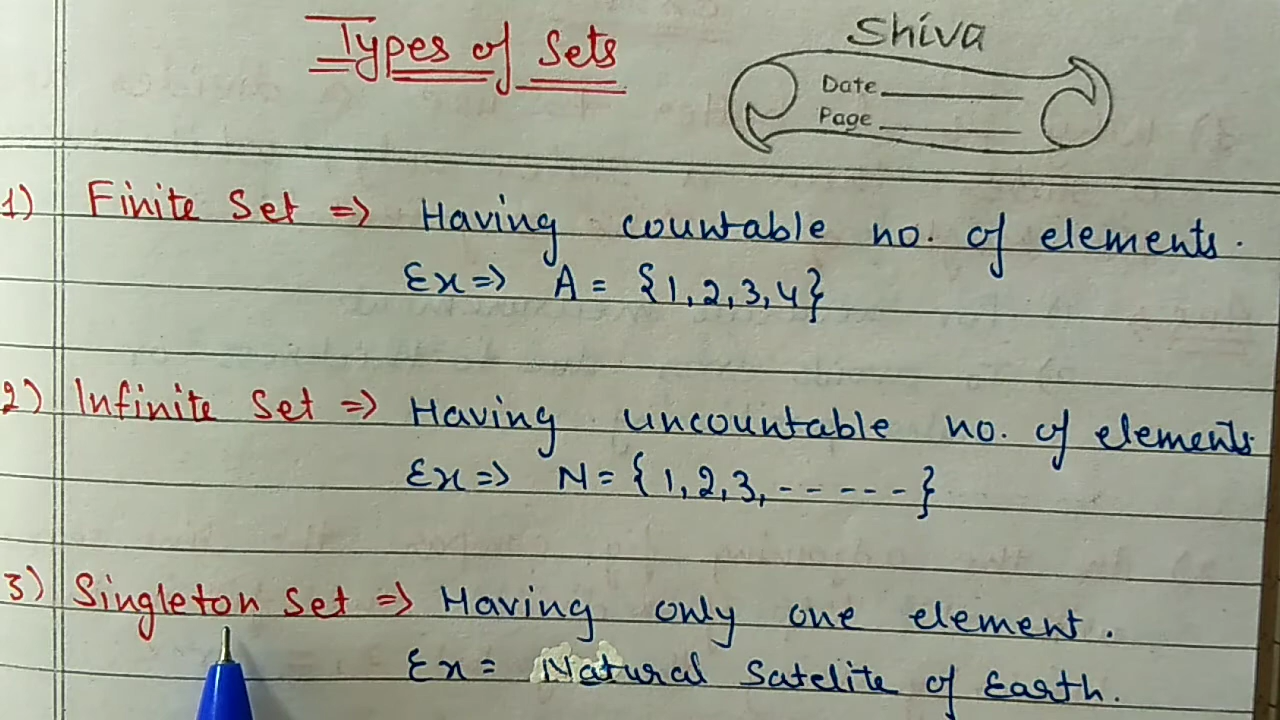 Types of Sets
Shiva
Date
Page
1) Finite Set => Having countable no. of elements.
Ex => A = {1, 2, 3, 4}
2) Infinite Set => Having uncountable no. of elements
Ex => N = {1, 2, 3, - - - - -}
3) Singleton Set => Having only one element.
Ex = Natural Satelite of Earth.